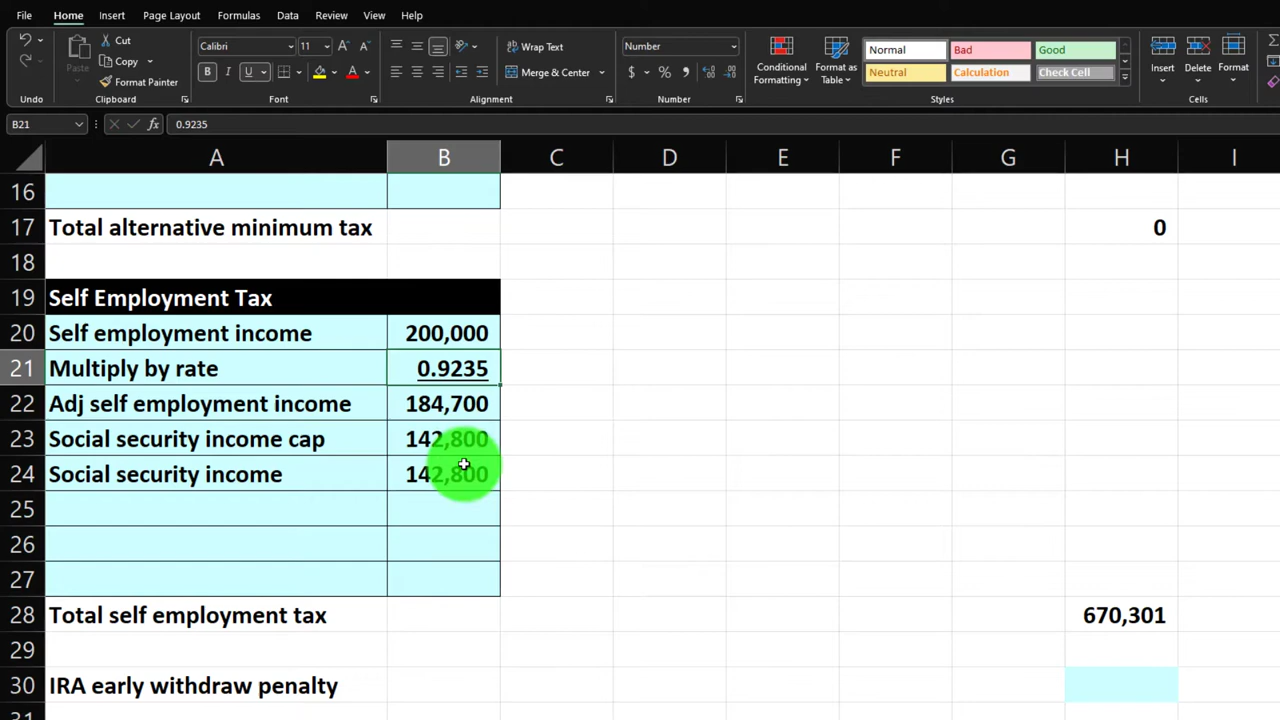 File Home Insert Page Layout Formulas Data Review View Help
Cut
Copy
Format Painter
Paste
Undo Clipboard
Calibri 11
B I U
Font
Wrap Text
Merge & Center
Alignment
Number
$ % ,
Number
Conditional Formatting
Format as Table
Normal Bad Good
Neutral Calculation Check Cell
Styles
Insert Delete Format
Cells
B21 fx 0.9235
A B C D E F G H I
16
17 Total alternative minimum tax 0
18
19 Self Employment Tax
20 Self employment income 200,000
21 Multiply by rate 0.9235
22 Adj self employment income 184,700
23 Social security income cap 142,800
24 Social security income 142,800
25
26
27
28 Total self employment tax 670,301
29
30 IRA early withdraw penalty
31